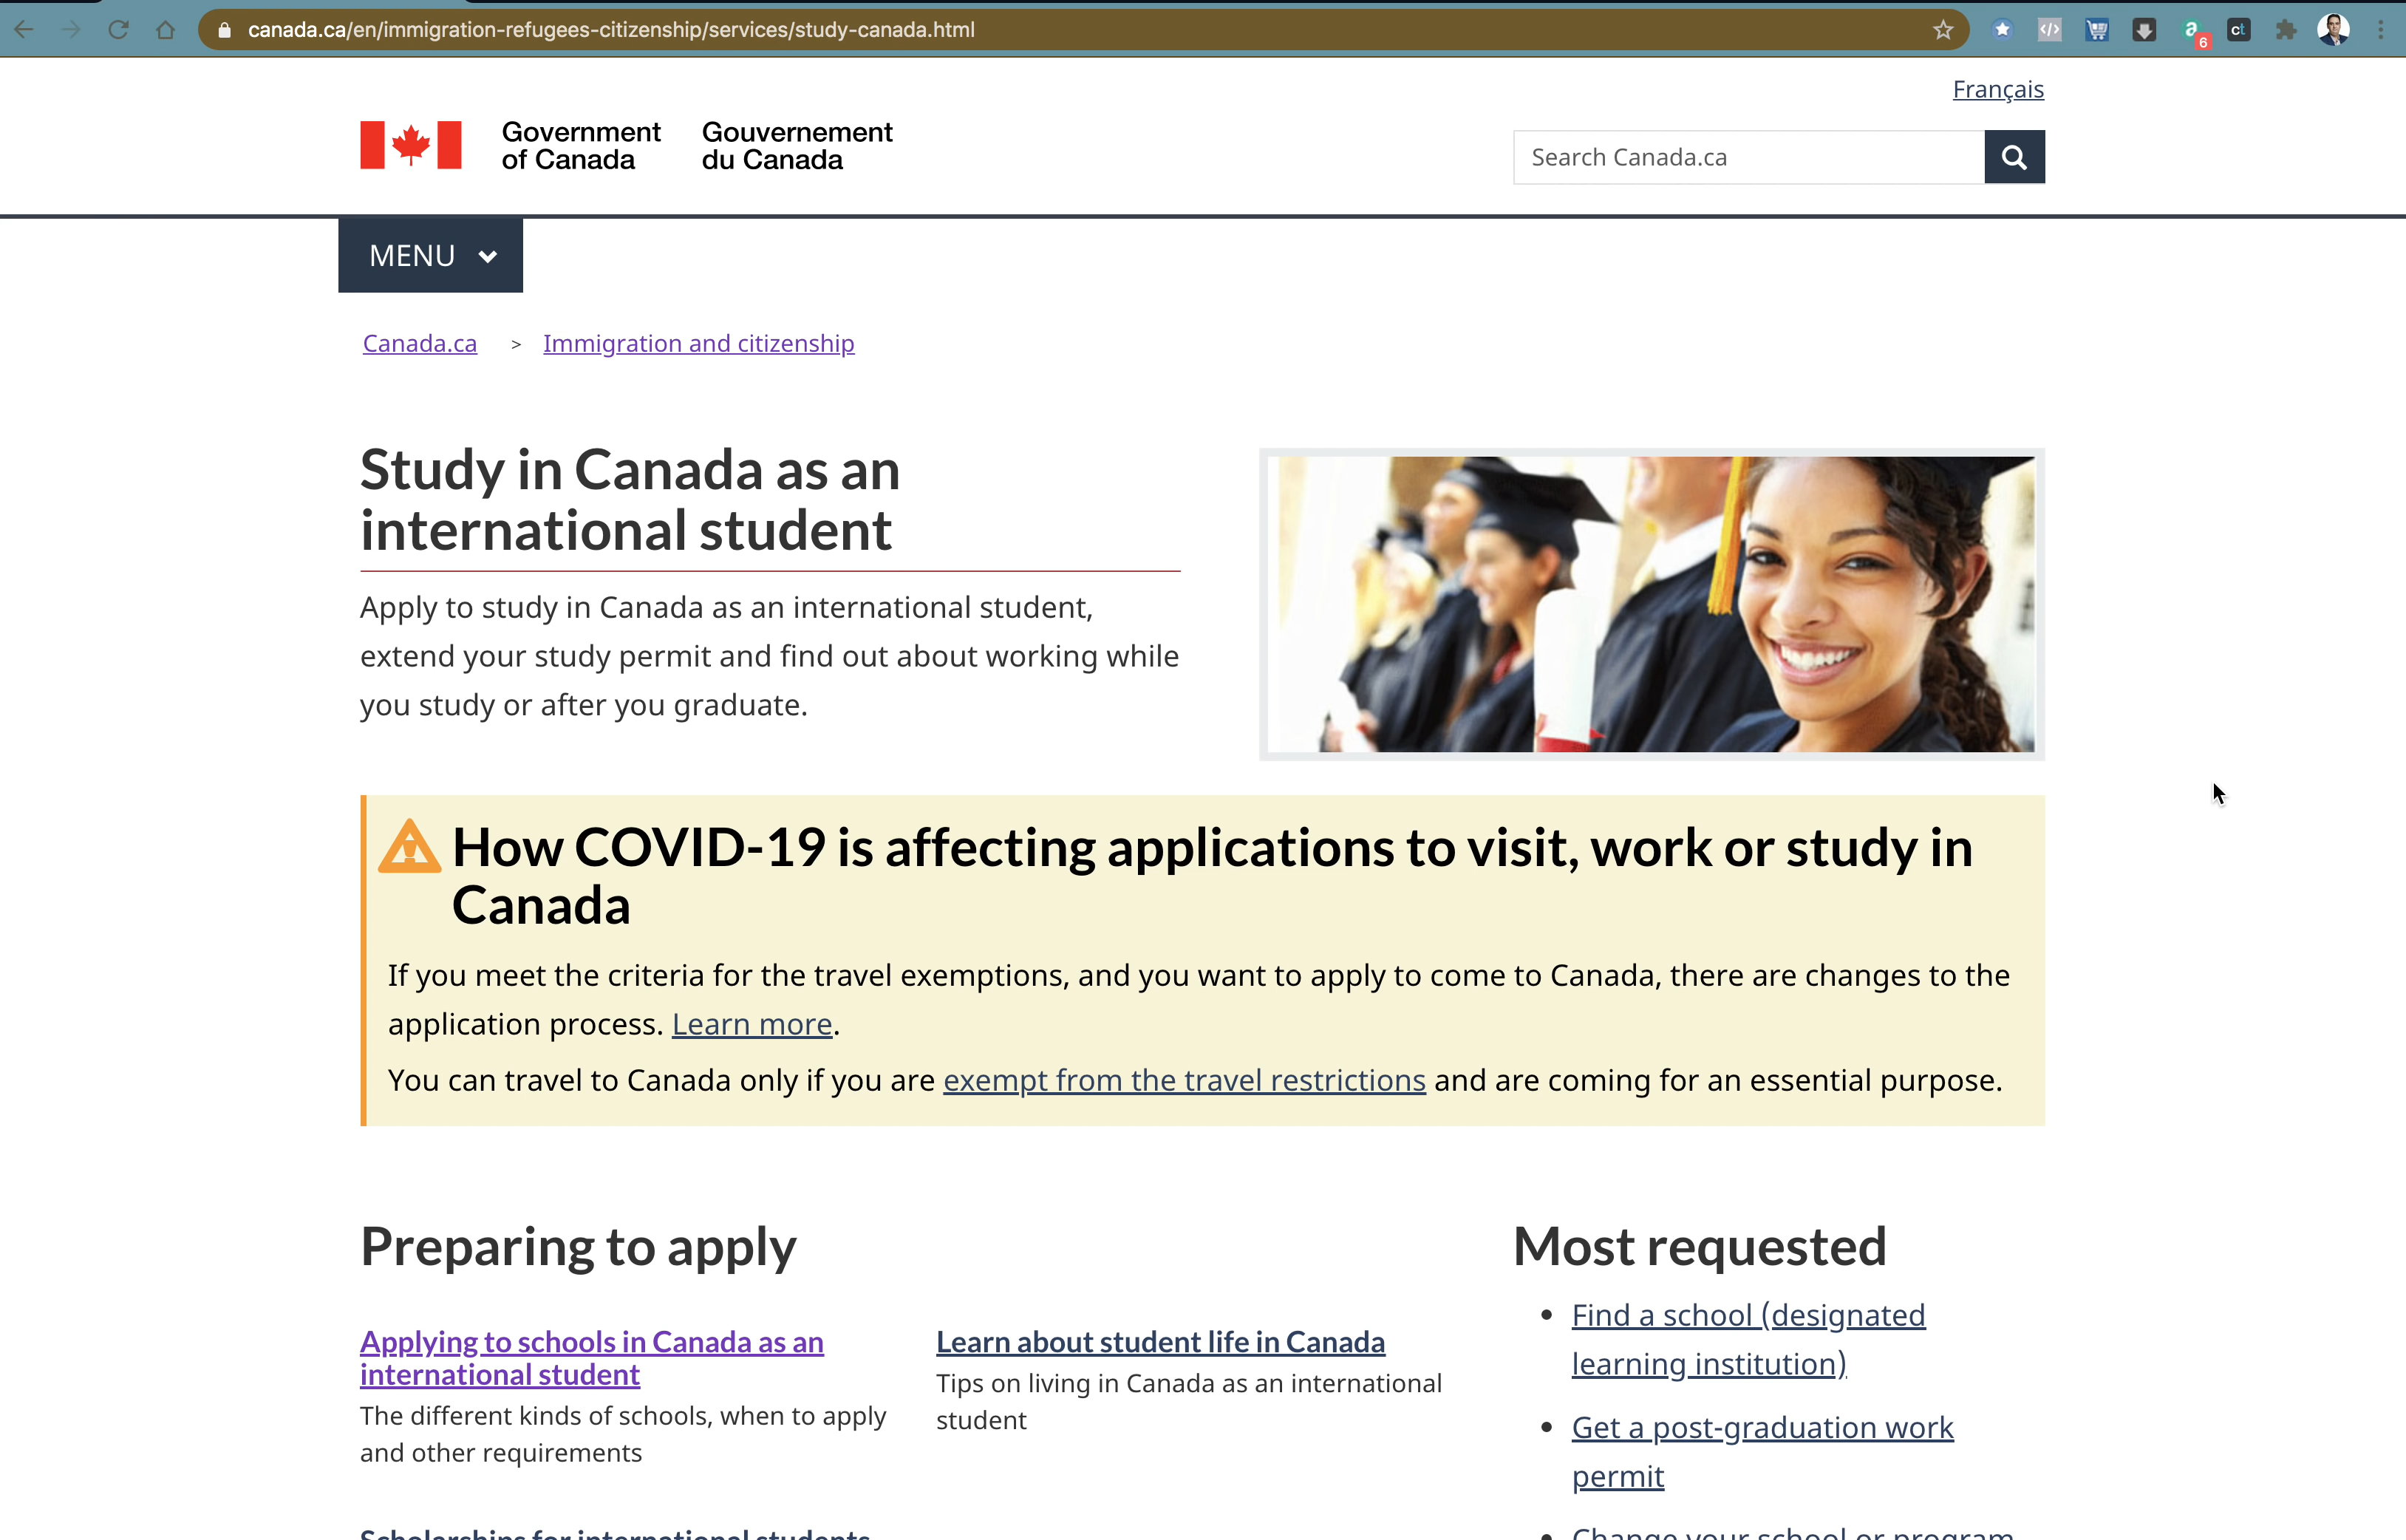 canada.ca/en/immigration-refugees-citizenship/services/study-canada.html
6
ct
Français
Government
of Canada
Gouvernement
du Canada
Search Canada.ca
MENU
Canada.ca > Immigration and citizenship
Study in Canada as an
international student
Apply to study in Canada as an international student,
extend your study permit and find out about working while
you study or after you graduate.
How COVID-19 is affecting applications to visit, work or study in
Canada
If you meet the criteria for the travel exemptions, and you want to apply to come to Canada, there are changes to the
application process. Learn more.
You can travel to Canada only if you are exempt from the travel restrictions and are coming for an essential purpose.
Preparing to apply
Applying to schools in Canada as an
international student
The different kinds of schools, when to apply
and other requirements
Learn about student life in Canada
Tips on living in Canada as an international
student
Scholarships for international students
Most requested
Find a school (designated
learning institution)
Get a post-graduation work
permit
Change your school or program